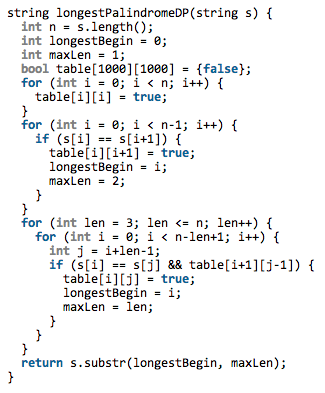 string longestPalindromeDP(string s) {
  int n = s.length();
  int longestBegin = 0;
  int maxLen = 1;
  bool table[1000][1000] = {false};
  for (int i = 0; i < n; i++) {
    table[i][i] = true;
  }
  for (int i = 0; i < n-1; i++) {
    if (s[i] == s[i+1]) {
      table[i][i+1] = true;
      longestBegin = i;
      maxLen = 2;
    }
  }
  for (int len = 3; len <= n; len++) {
    for (int i = 0; i < n-len+1; i++) {
      int j = i+len-1;
      if (s[i] == s[j] && table[i+1][j-1]) {
        table[i][j] = true;
        longestBegin = i;
        maxLen = len;
      }
    }
  }
  return s.substr(longestBegin, maxLen);
}